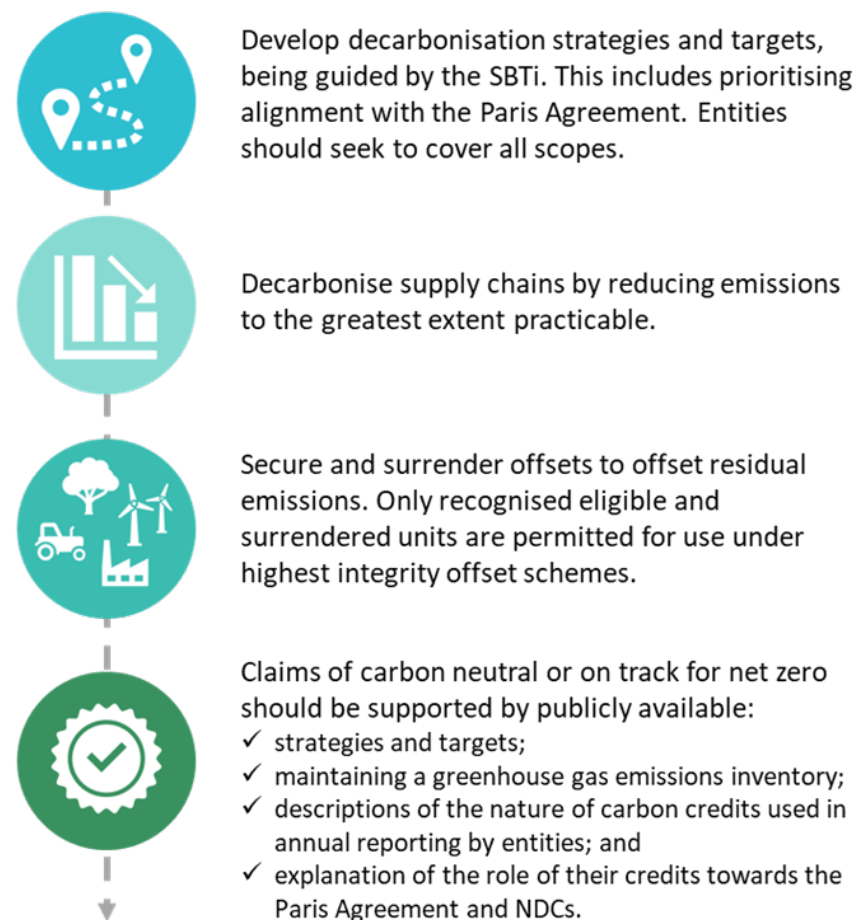 Develop decarbonisation strategies and targets,
being guided by the SBTi. This includes prioritising
alignment with the Paris Agreement. Entities
should seek to cover all scopes.
Decarbonise supply chains by reducing emissions
to the greatest extent practicable.
Secure and surrender offsets to offset residual
emissions. Only recognised eligible and
surrendered units are permitted for use under
highest integrity offset schemes.
Claims of carbon neutral or on track for net zero
should be supported by publicly available:
✓ strategies and targets;
✓ maintaining a greenhouse gas emissions inventory;
✓ descriptions of the nature of carbon credits used in
annual reporting by entities; and
✓ explanation of the role of their credits towards the
Paris Agreement and NDCs.